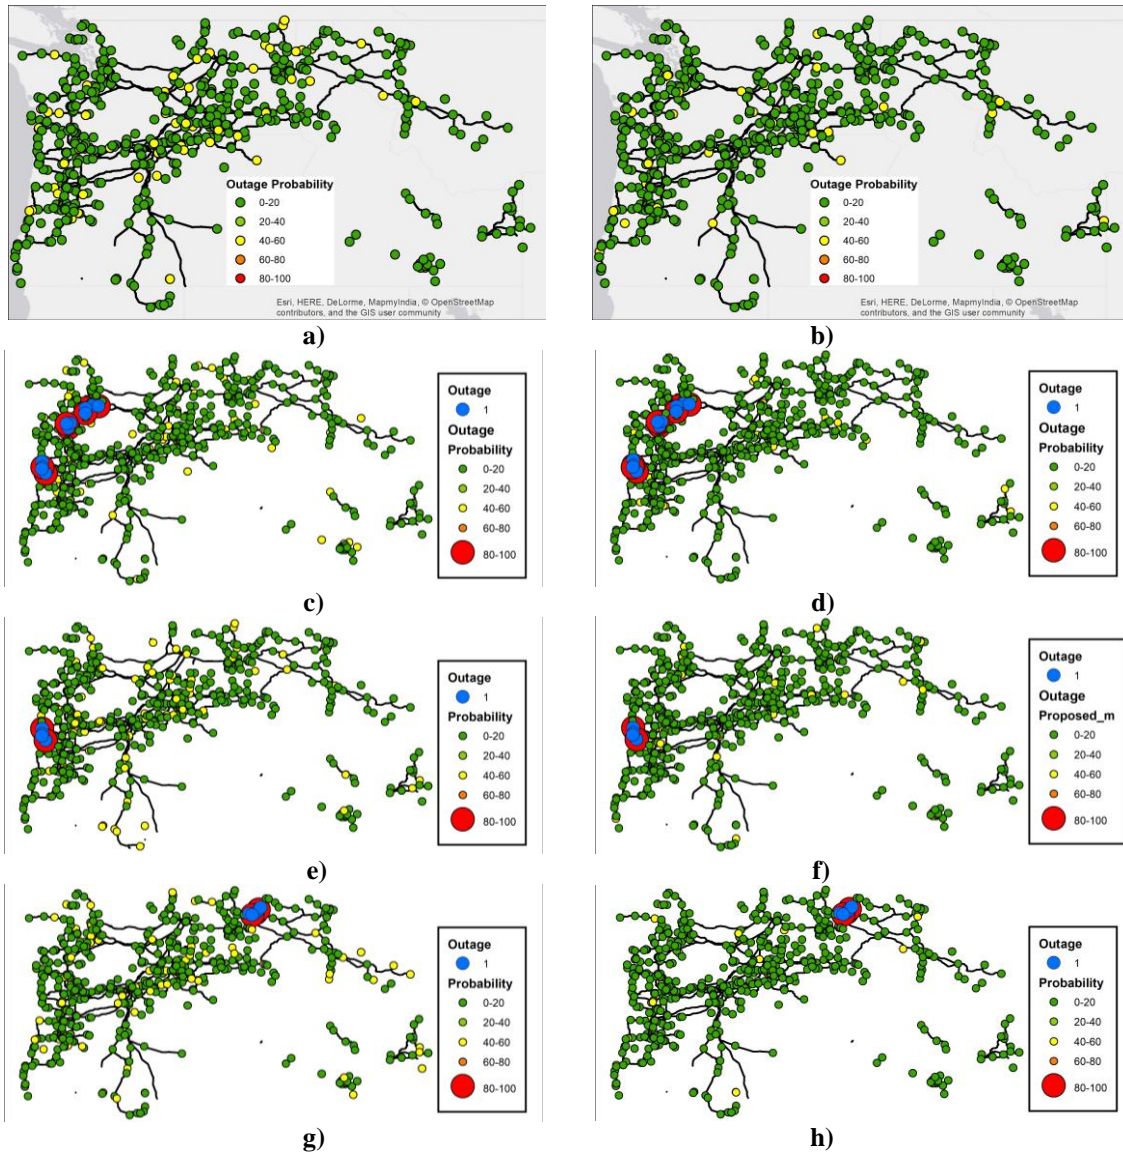 Outage Probability
0-20
20-40
40-60
60-80
80-100
Esri, HERE, DeLorme, MapmyIndia, © OpenStreetMap
contributors, and the GIS user community
a)
Outage Probability
0-20
20-40
40-60
60-80
80-100
Esri, HERE, DeLorme, MapmyIndia, © OpenStreetMap
contributors, and the GIS user community
b)
Outage
1
Outage
Probability
0-20
20-40
40-60
60-80
80-100
c)
Outage
1
Outage
Probability
0-20
20-40
40-60
60-80
80-100
d)
Outage
1
Probability
0-20
20-40
40-60
60-80
80-100
e)
Outage
1
Outage
Proposed_m
0-20
20-40
40-60
60-80
80-100
f)
Outage
1
Probability
0-20
20-40
40-60
60-80
80-100
g)
Outage
1
Probability
0-20
20-40
40-60
60-80
80-100
h)